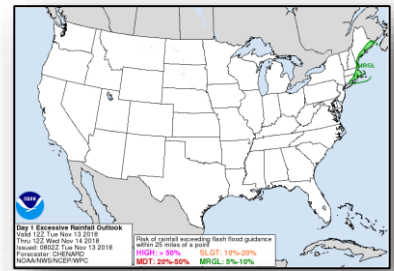 MRGL
NOAA
Day 1 Excessive Rainfall Outlook
Valid 12Z Tue Nov 13 2018
Thru 12Z Wed Nov 14 2018
Issued: 0802Z Tue Nov 13 2018
Forecaster: CHENARD
NOAA/NWS/NCEP/WPC
Risk of rainfall exceeding flash flood guidance
within 25 miles of a point
HIGH: > 50% SLGT: 10%-20%
MDT: 20%-50% MRGL: 5%-10%